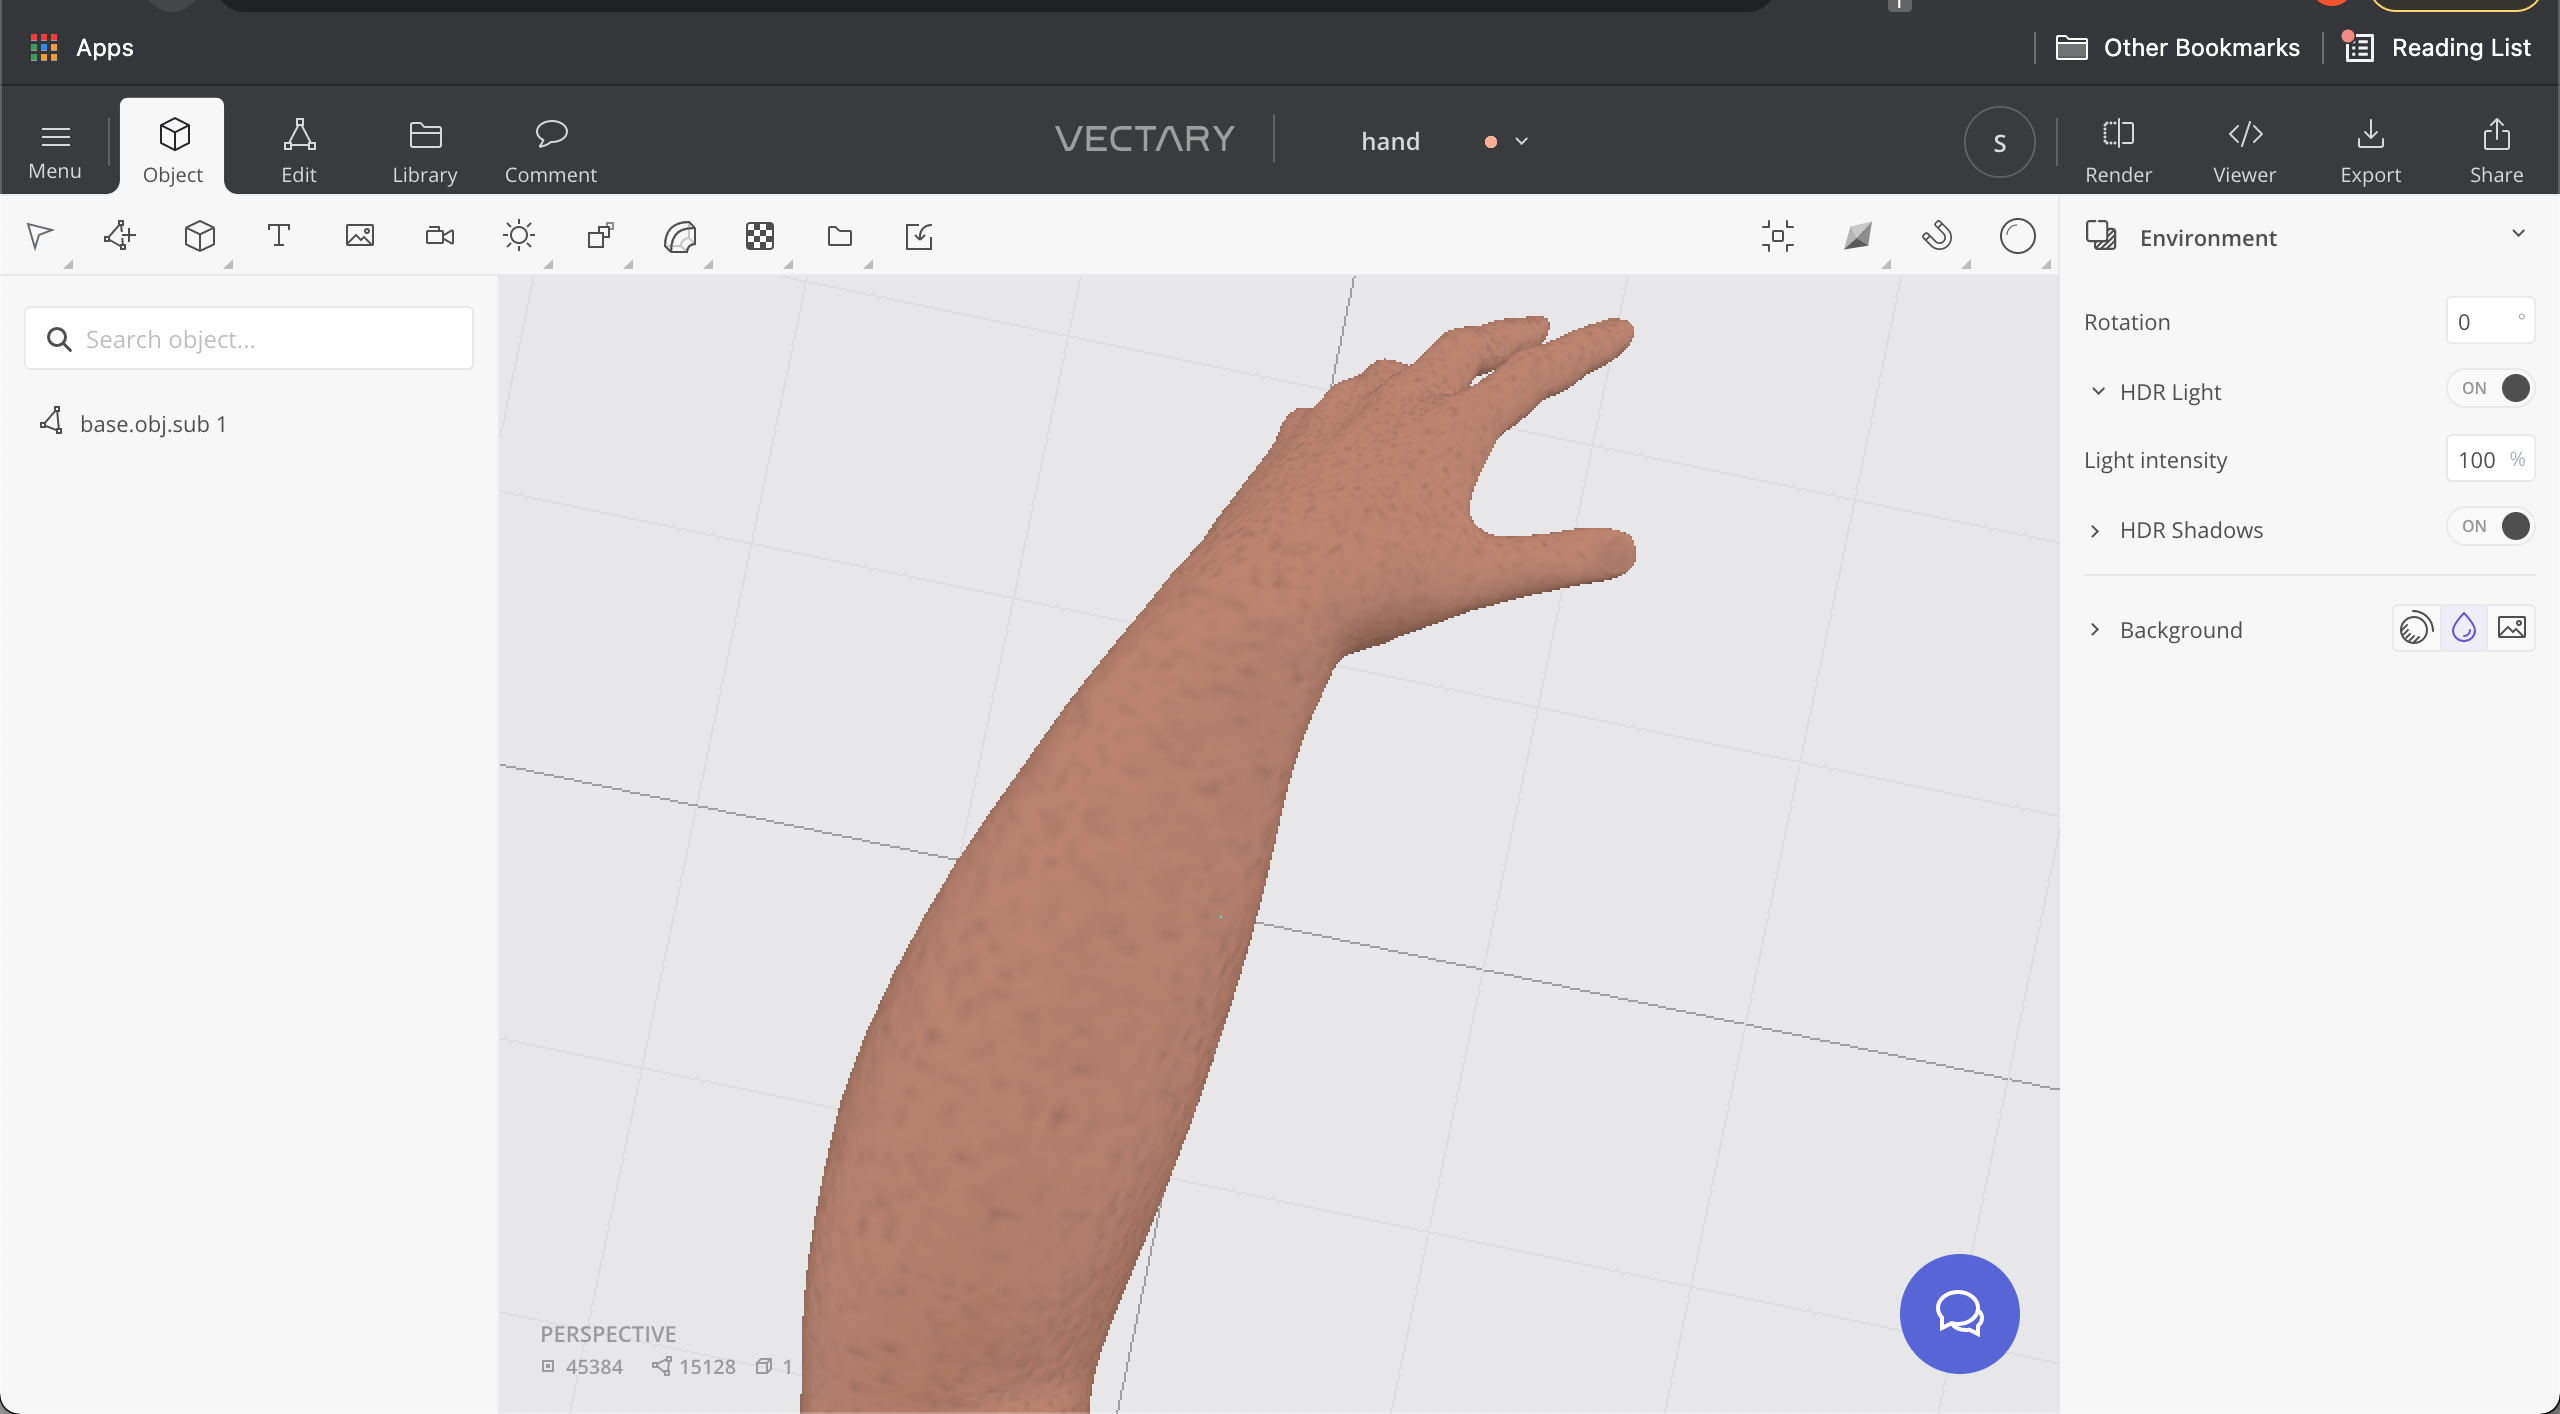 Apps
Other Bookmarks
Reading List
Menu
Object
Edit
Library
Comment
VECTARY
hand
S
Render
Viewer
Export
Share
Environment
Search object...
base.obj.sub 1
Rotation
0 °
HDR Light
ON
Light intensity
100 %
HDR Shadows
ON
Background
PERSPECTIVE
45384 15128 1